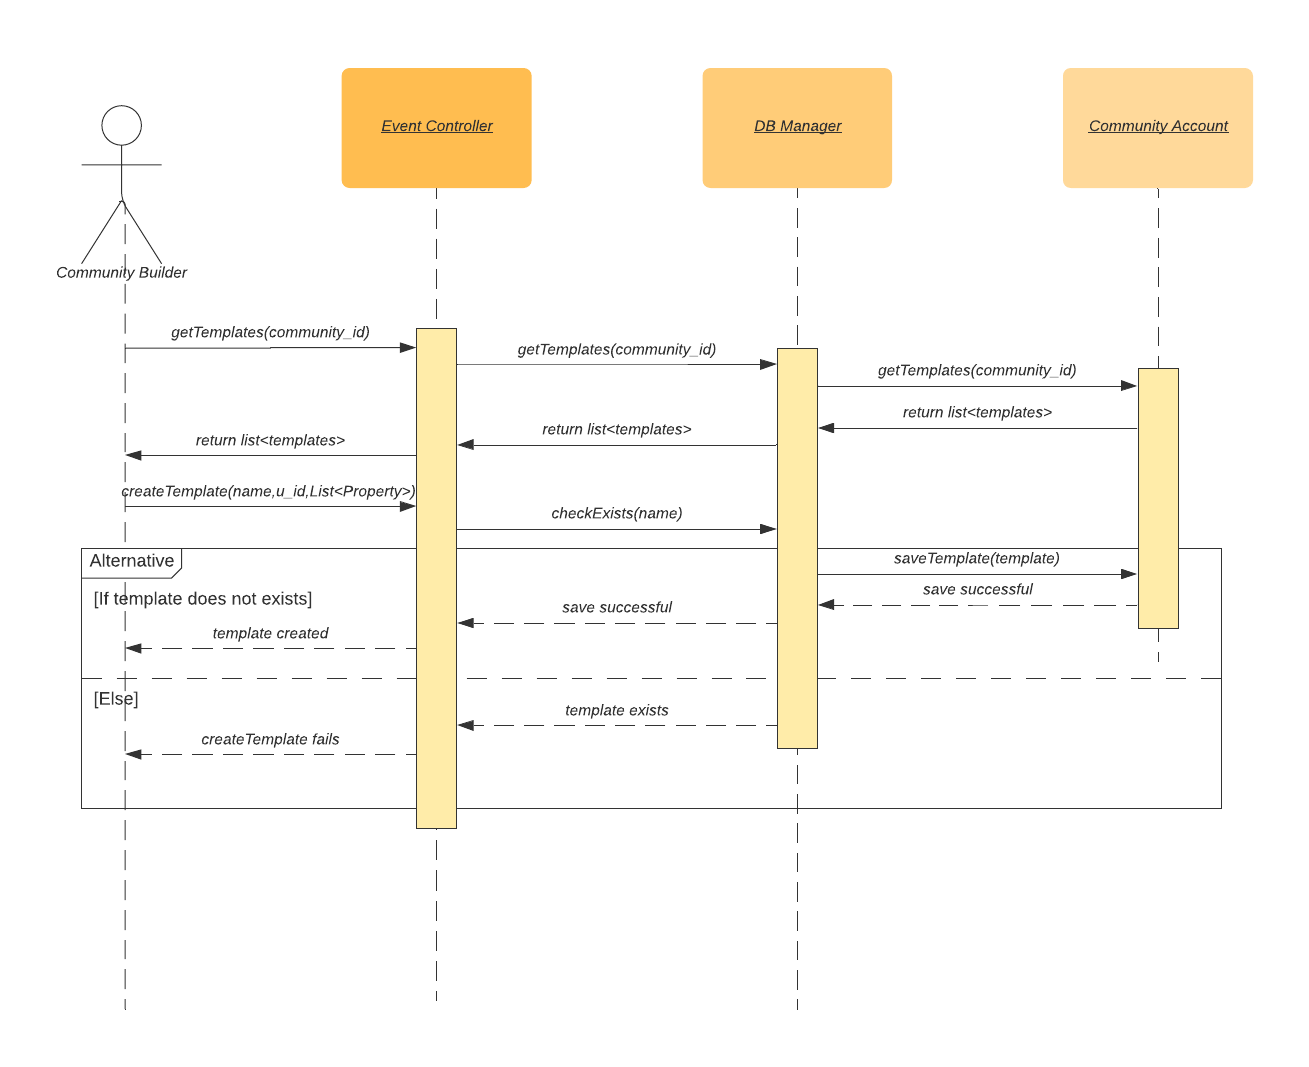 Event Controller
DB Manager
Community Account
Community Builder
getTemplates(community_id)
getTemplates(community_id)
getTemplates(community_id)
return list<templates>
return list<templates>
return list<templates>
createTemplate(name,u_id,List<Property>)
checkExists(name)
Alternative
saveTemplate(template)
save successful
[If template does not exists]
save successful
template created
[Else]
template exists
createTemplate fails